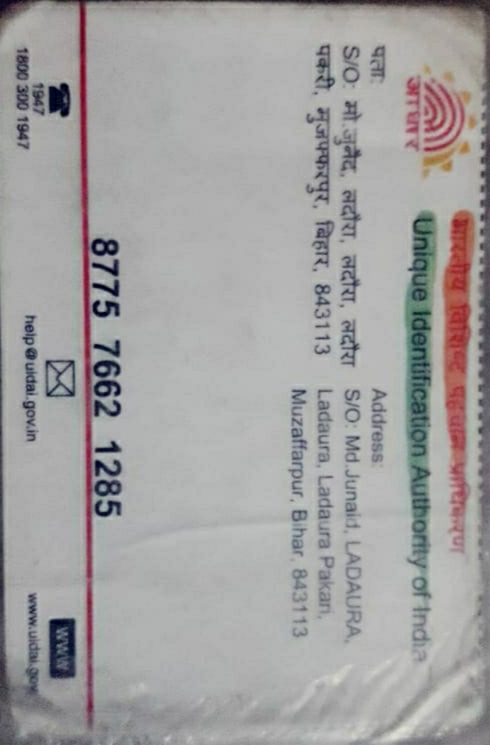 आधार
भारतीय विशिष्ट पहचान प्राधिकरण
Unique Identification Authority of India
पता:
S/O: मो.जुनैद, लदौरा, लदौरा, लदौरा
पकरी, मुजफ्फरपुर, बिहार, 843113
Address:
S/O: Md.Junaid, LADAURA,
Ladaura, Ladaura Pakari,
Muzaffarpur, Bihar, 843113
8775 7662 1285
1947
1800 300 1947
help@uidai.gov.in
www
www.uidai.gov